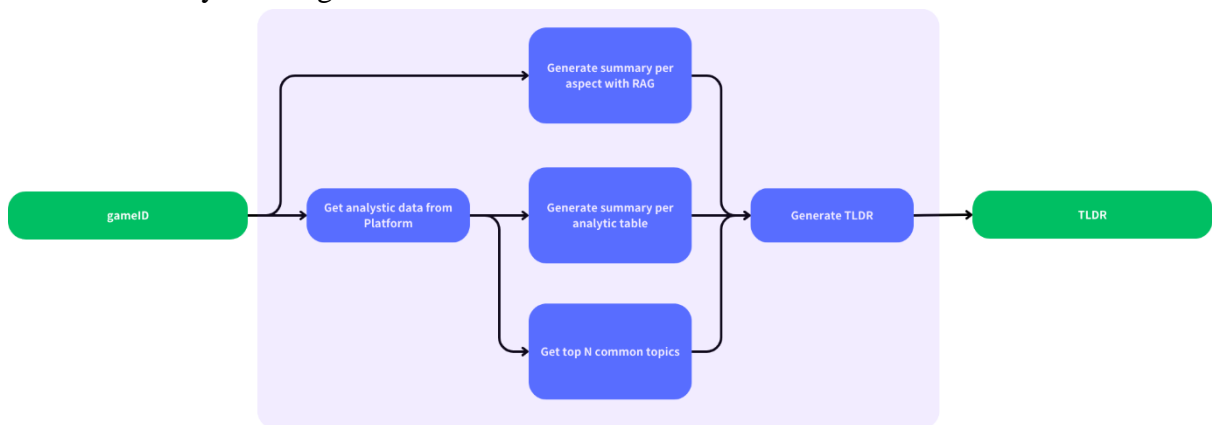 Generate summary per
aspect with RAG
gameID
Get analystic data from
Platform
Generate summary per
analytic table
Generate TLDR
TLDR
Get top N common topics